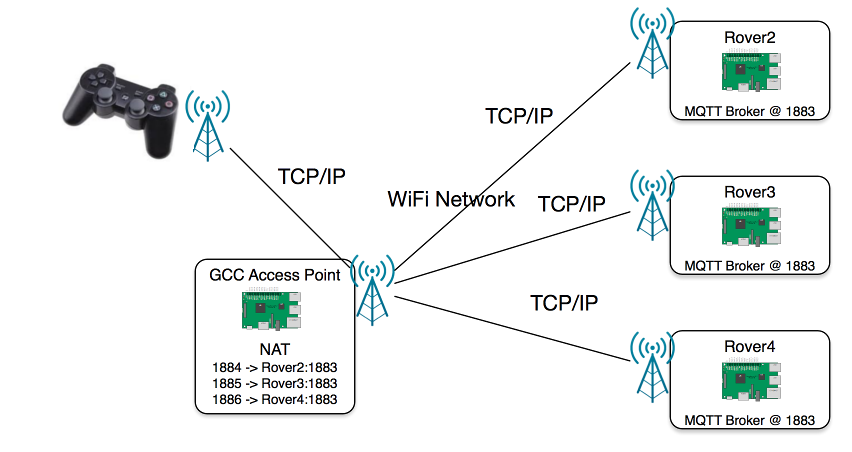 Rover2
MQTT Broker @ 1883
TCP/IP
TCP/IP
WiFi Network
TCP/IP
Rover3
MQTT Broker @ 1883
GCC Access Point
NAT
1884 -> Rover2:1883
1885 -> Rover3:1883
1886 -> Rover4:1883
TCP/IP
Rover4
MQTT Broker @ 1883